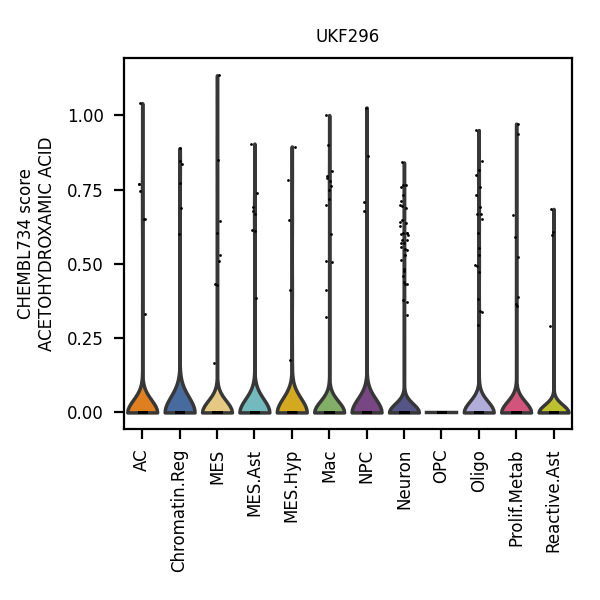 UKF296
CHEMBL734 score
ACETOHYDROXAMIC ACID
1.00
0.75
0.50
0.25
0.00
AC
Chromatin.Reg
MES
MES.Ast
MES.Hyp
Mac
NPC
Neuron
OPC
Oligo
Prolif.Metab
Reactive.Ast